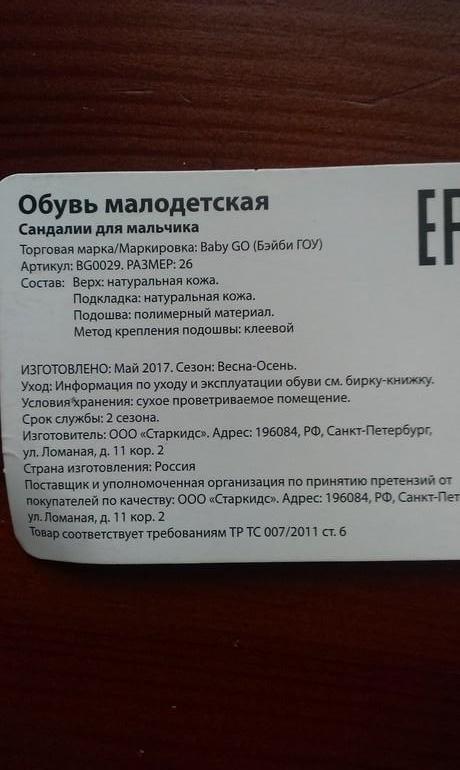 Обувь малодетская
Сандалии для мальчика
Торговая марка/Маркировка: Baby GO (Бэйби ГОУ)
Артикул: BG0029. РАЗМЕР: 26
Состав: Верх: натуральная кожа.
Подкладка: натуральная кожа.
Подошва: полимерный материал.
Метод крепления подошвы: клеевой
ИЗГОТОВЛЕНО: Май 2017. Сезон: Весна-Осень.
Уход: Информация по уходу и эксплуатации обуви см. бирку-книжку.
Условия хранения: сухое проветриваемое помещение.
Срок службы: 2 сезона.
Изготовитель: ООО «Старкидс». Адрес: 196084, РФ, Санкт-Петербург,
ул. Ломаная, д. 11 кор. 2
Страна изготовления: Россия
Поставщик и уполномоченная организация по принятию претензий от
покупателей по качеству: ООО «Старкидс». Адрес: 196084, РФ, Санкт-Пет
ул. Ломаная, д. 11 кор. 2
Товар соответствует требованиям ТР ТС 007/2011 ст. 6